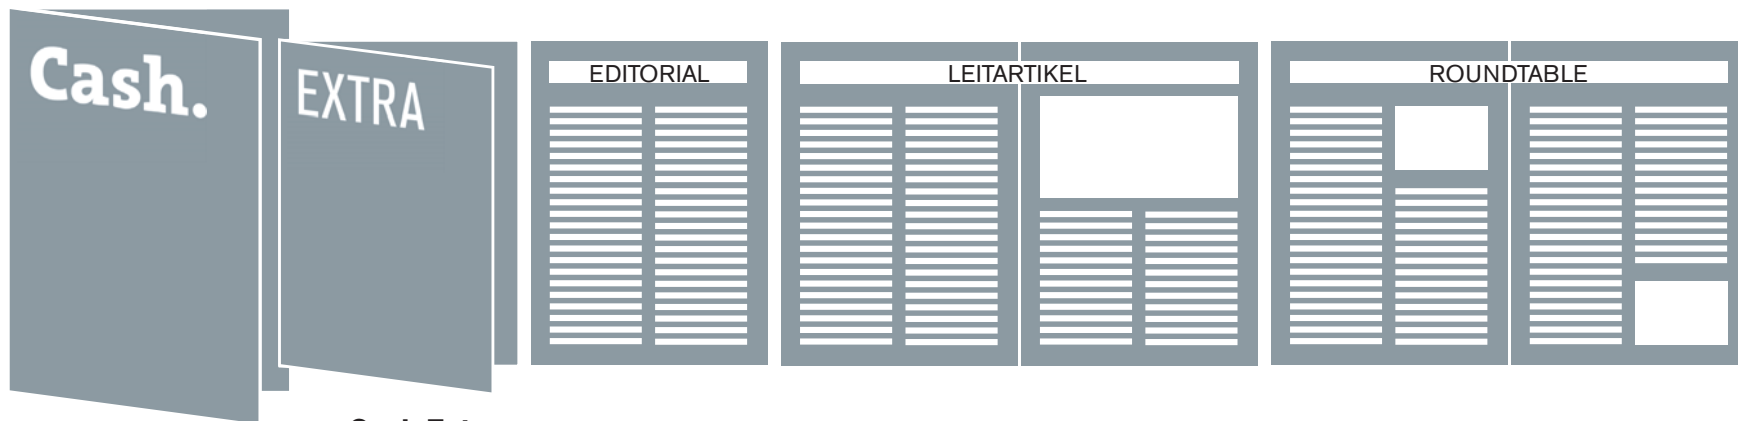 Cash.
EXTRA
EDITORIAL
LEITARTIKEL
ROUNDTABLE